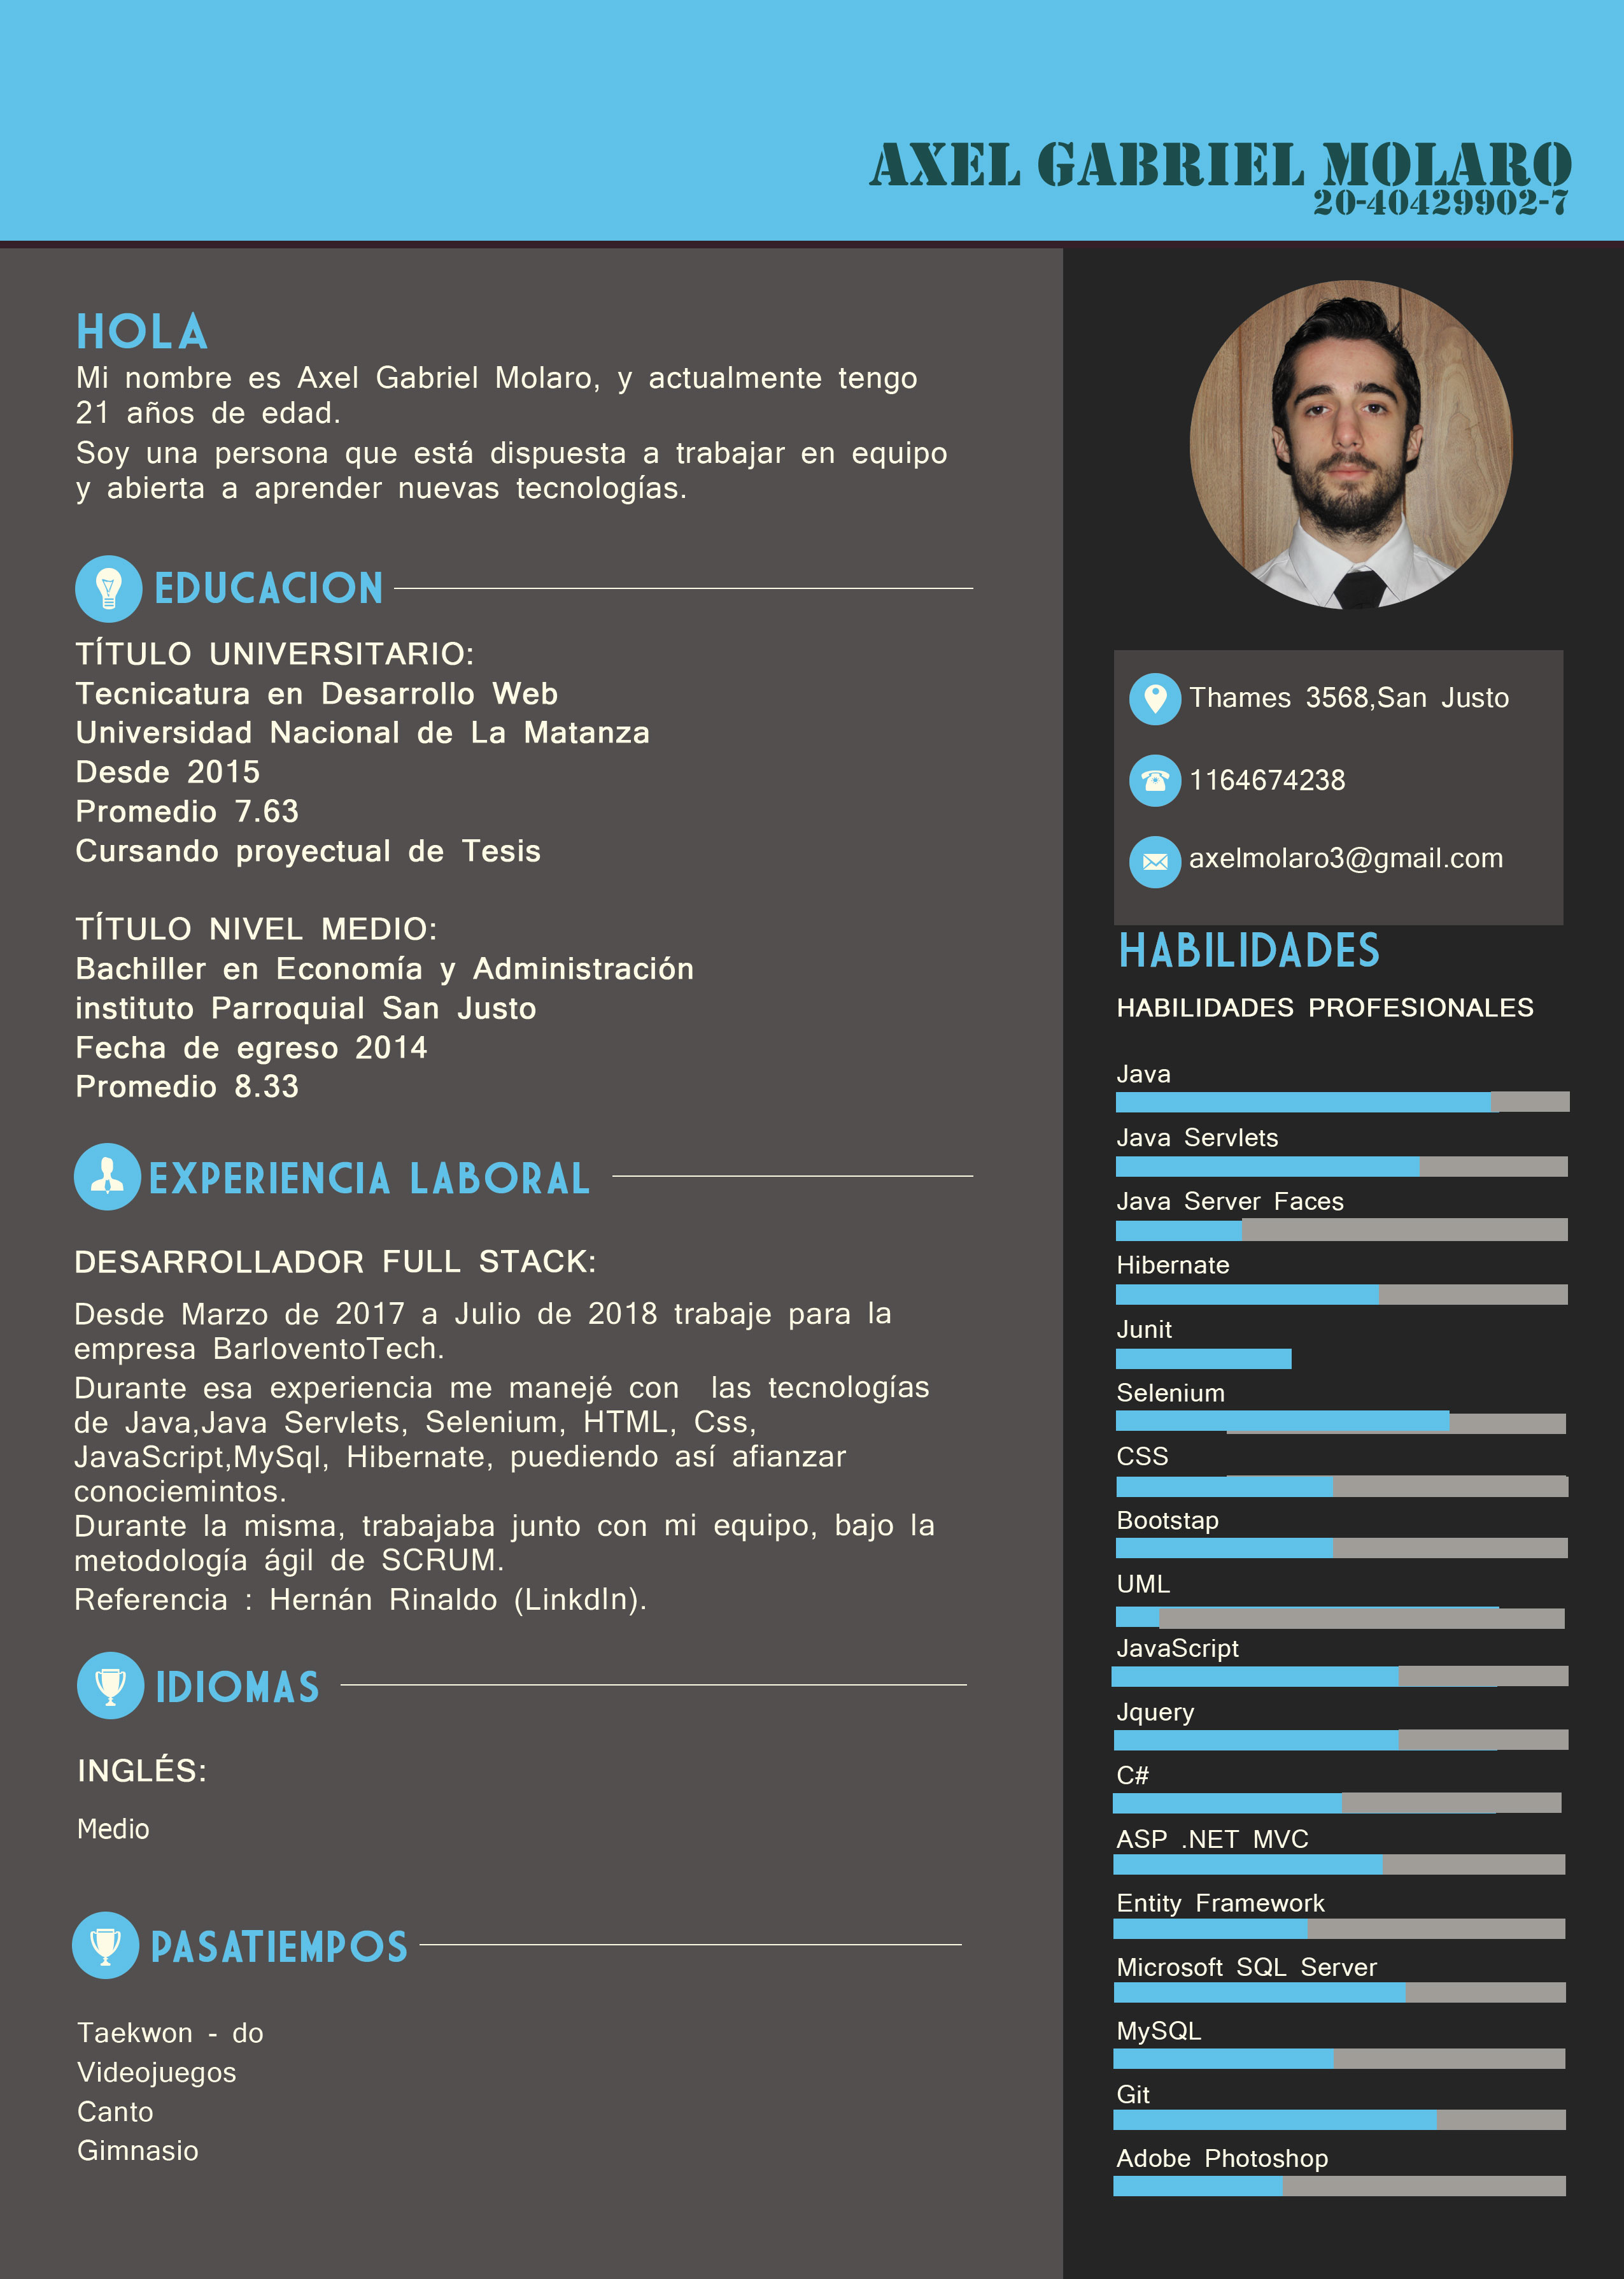 AXEL GABRIEL MOLARO
20-40429902-7
HOLA
Mi nombre es Axel Gabriel Molaro, y actualmente tengo
21 años de edad.
Soy una persona que está dispuesta a trabajar en equipo
y abierta a aprender nuevas tecnologías.
EDUCACION
TÍTULO UNIVERSITARIO:
Tecnicatura en Desarrollo Web
Universidad Nacional de La Matanza
Desde 2015
Promedio 7.63
Cursando proyectual de Tesis
TÍTULO NIVEL MEDIO:
Bachiller en Economía y Administración
instituto Parroquial San Justo
Fecha de egreso 2014
Promedio 8.33
EXPERIENCIA LABORAL
DESARROLLADOR FULL STACK:
Desde Marzo de 2017 a Julio de 2018 trabaje para la
empresa BarloventoTech.
Durante esa experiencia me manejé con las tecnologías
de Java,Java Servlets, Selenium, HTML, Css,
JavaScript,MySql, Hibernate, puediendo así afianzar
conociemintos.
Durante la misma, trabajaba junto con mi equipo, bajo la
metodología ágil de SCRUM.
Referencia : Hernán Rinaldo (LinkdIn).
IDIOMAS
INGLÉS:
Medio
PASATIEMPOS
Taekwon - do
Videojuegos
Canto
Gimnasio
Thames 3568,San Justo
1164674238
axelmolaro3@gmail.com
HABILIDADES
HABILIDADES PROFESIONALES
Java
Java Servlets
Java Server Faces
Hibernate
Junit
Selenium
CSS
Bootstap
UML
JavaScript
Jquery
C#
ASP .NET MVC
Entity Framework
Microsoft SQL Server
MySQL
Git
Adobe Photoshop